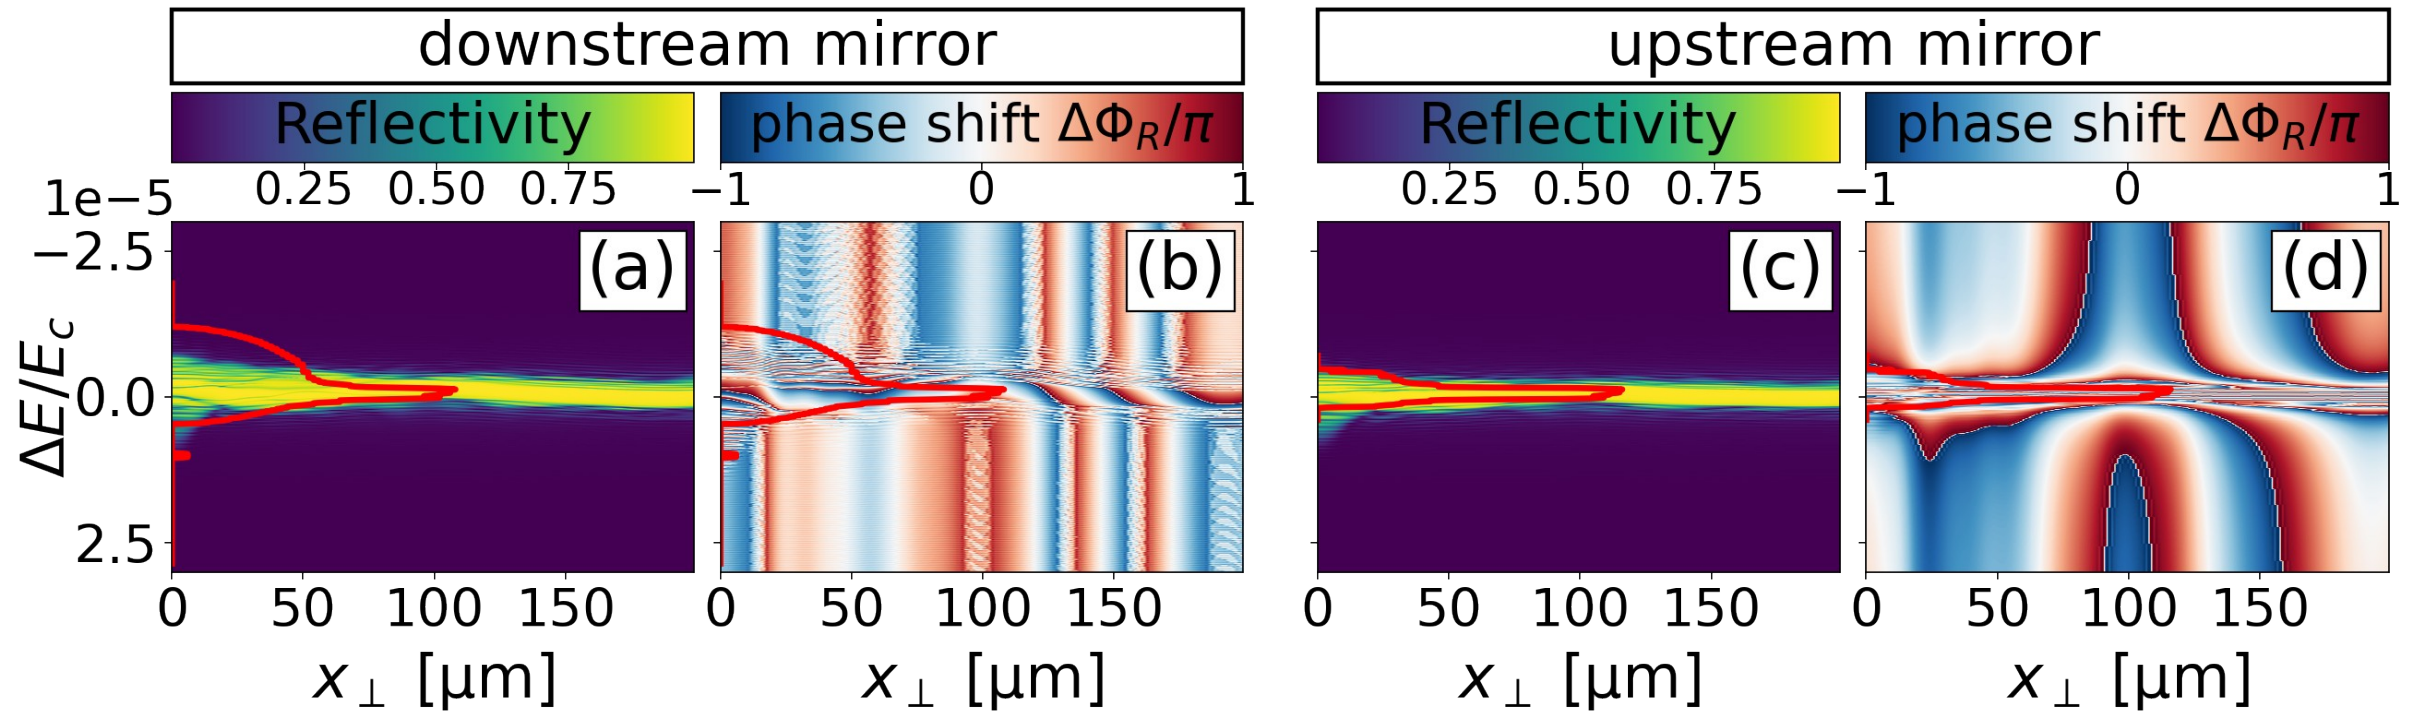 downstream mirror upstream mirror
Reflectivity phase shift ΔΦ_R/π Reflectivity phase shift ΔΦ_R/π
0.25 0.50 0.75 −1 0 1 0.25 0.50 0.75 −1 0 1
1e−5
(a) (b) (c) (d)
−2.5
0.0
2.5
ΔE/E_c
0 50 100 150 0 50 100 150 0 50 100 150 0 50 100 150
x_⊥ [μm] x_⊥ [μm] x_⊥ [μm] x_⊥ [μm]